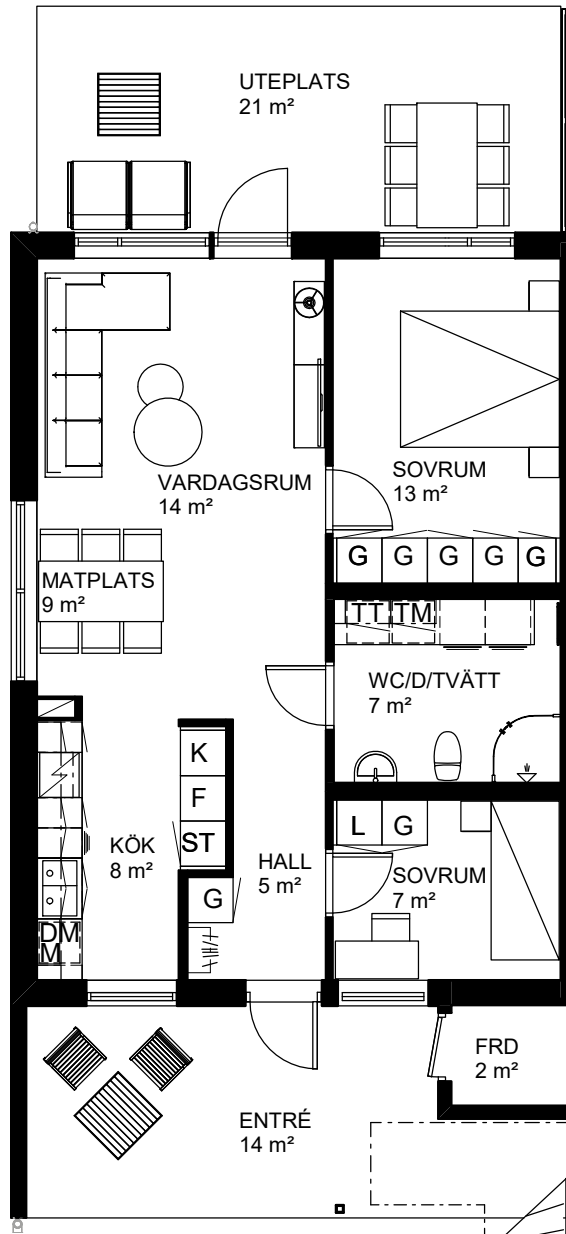 UTEPLATS
21 m²
VARDAGSRUM
14 m²
SOVRUM
13 m²
G G G G G
MATPLATS
9 m²
TT TM
WC/D/TVÄTT
7 m²
K
F
ST
KÖK
8 m²
HALL
5 m²
L G
SOVRUM
7 m²
G
DM
M
FRD
2 m²
ENTRÉ
14 m²